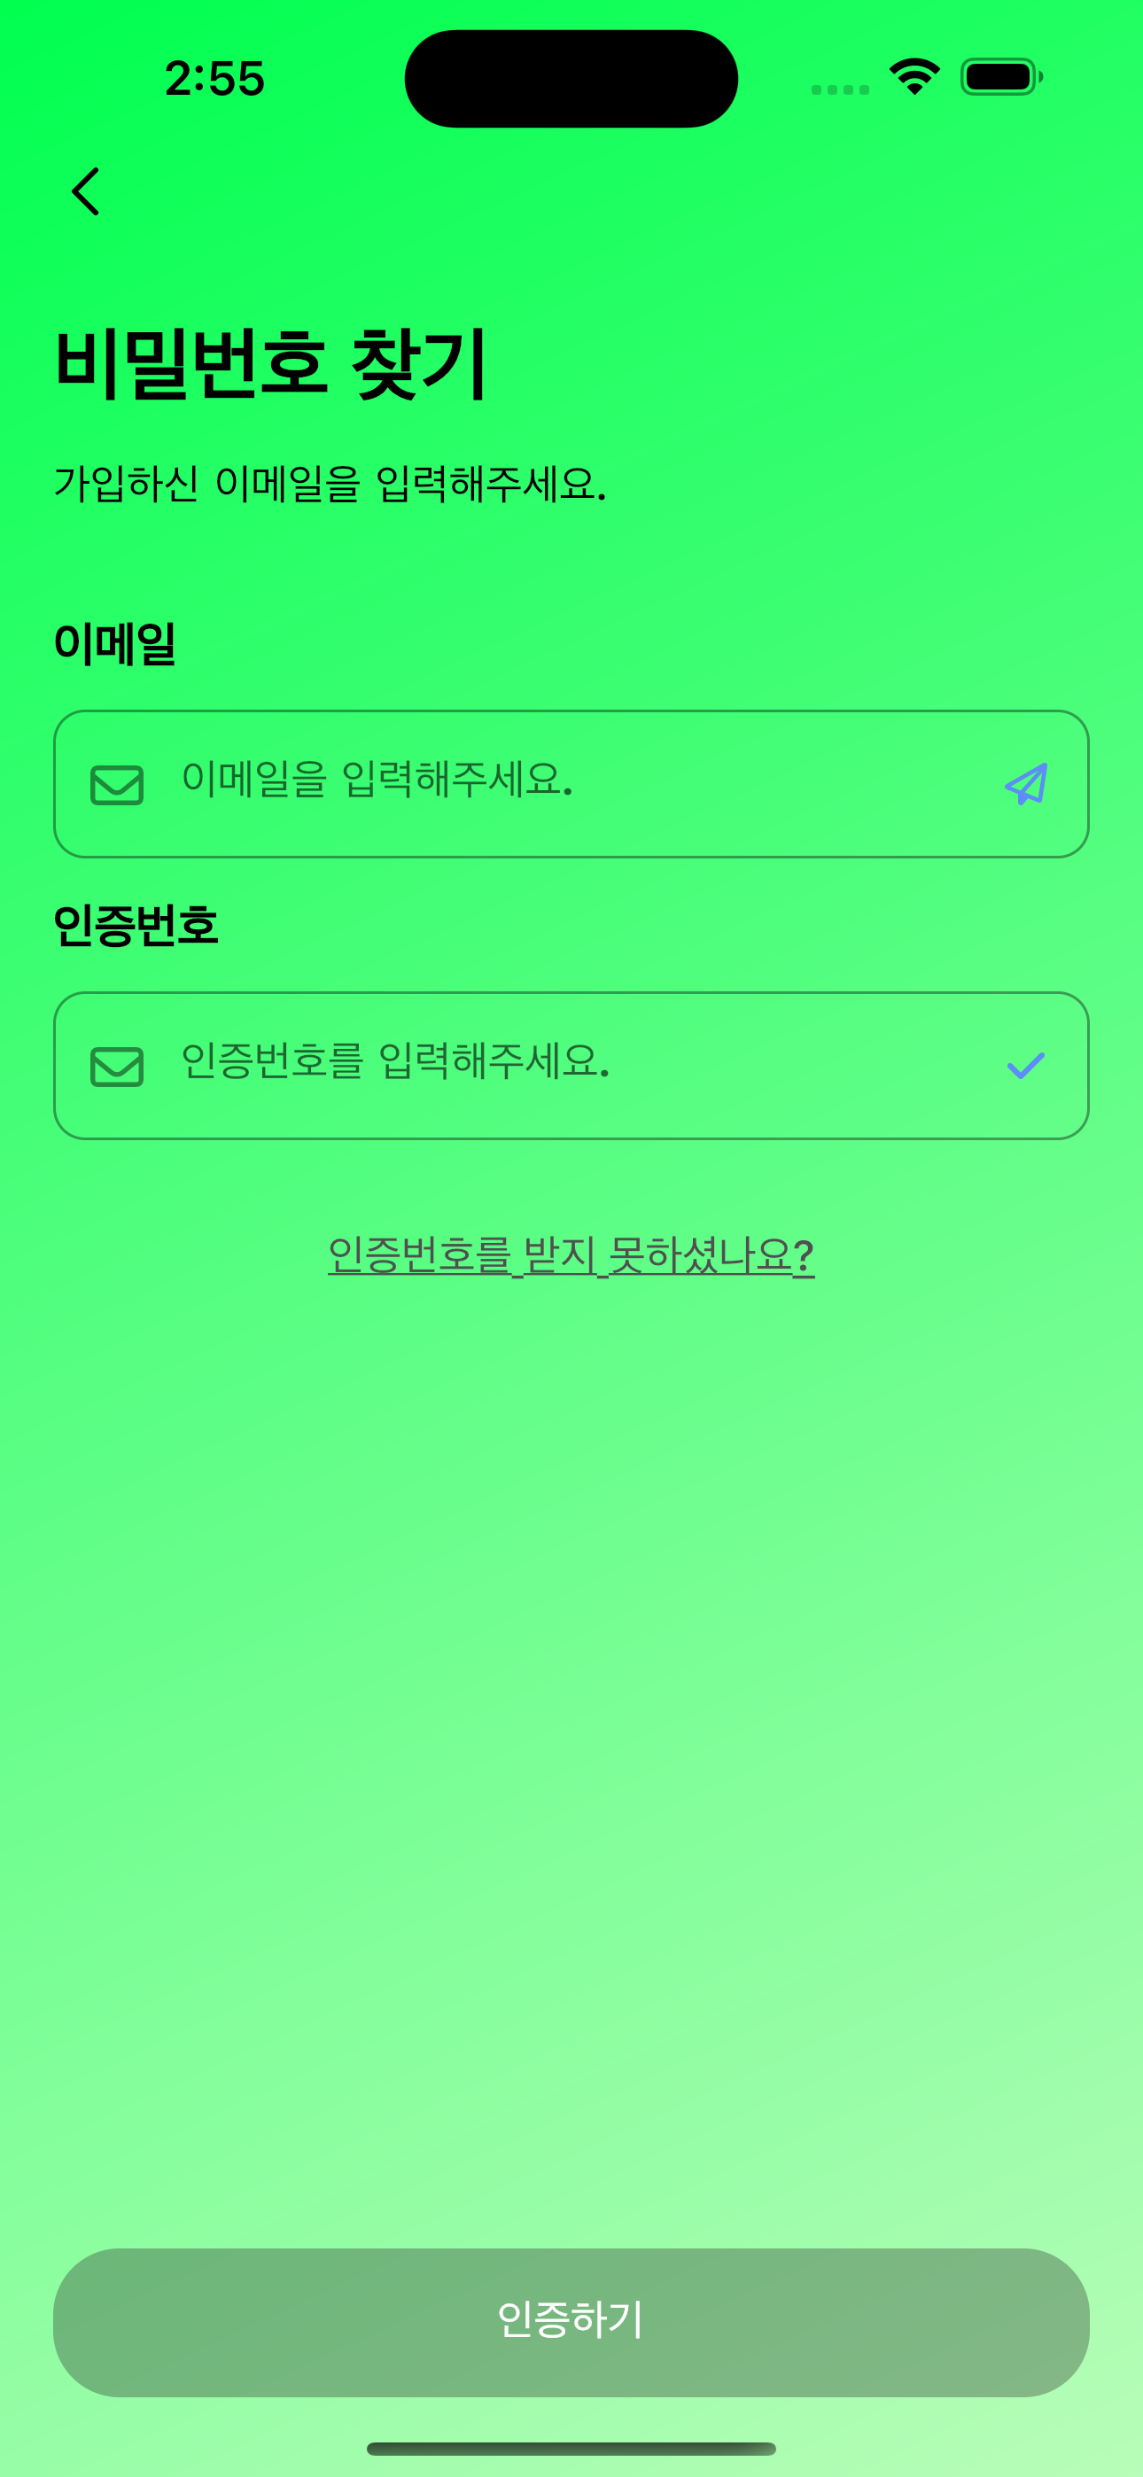 2:55
비밀번호 찾기
가입하신 이메일을 입력해주세요.
이메일
이메일을 입력해주세요.
인증번호
인증번호를 입력해주세요.
인증번호를 받지 못하셨나요?
인증하기